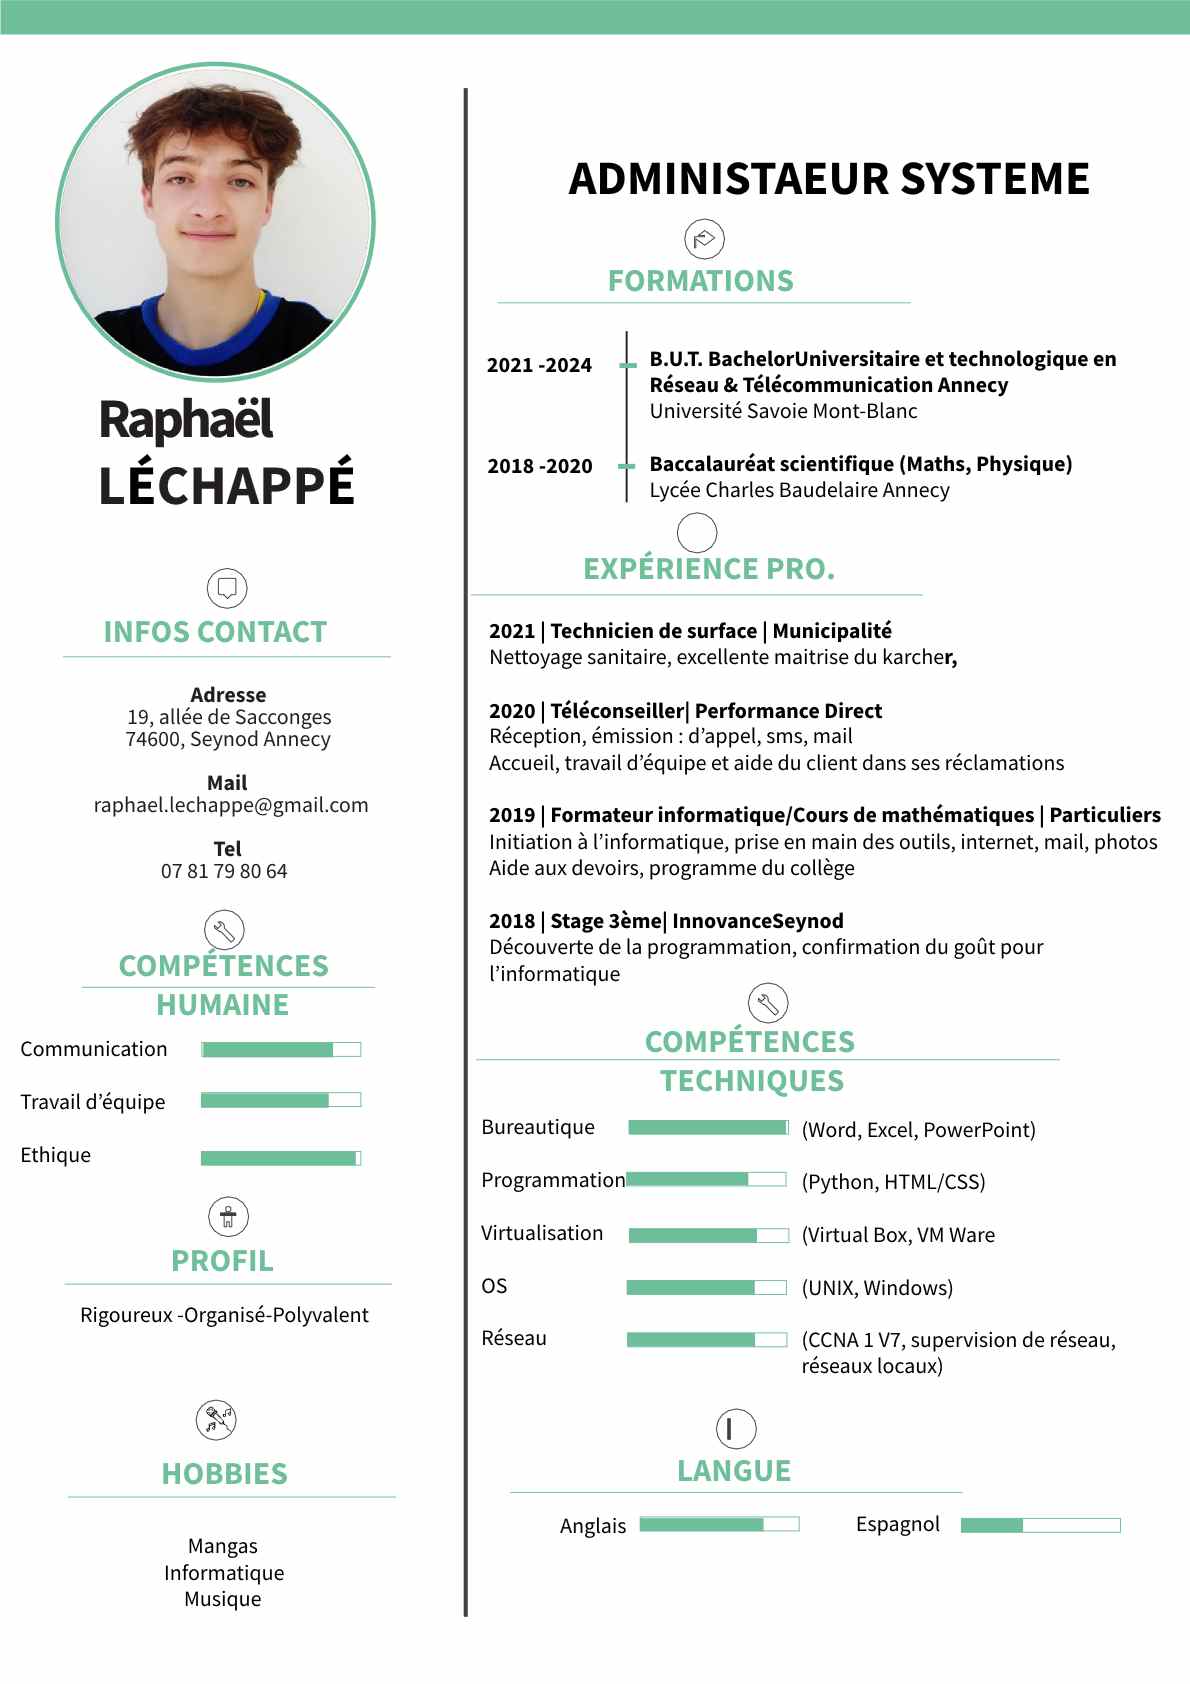 Raphaël
LÉCHAPPÉ
INFOS CONTACT
Adresse
19, allée de Sacconges
74600, Seynod Annecy
Mail
raphael.lechappe@gmail.com
Tel
07 81 79 80 64
COMPÉTENCES
HUMAINE
Communication
Travail d’équipe
Ethique
PROFIL
Rigoureux -Organisé-Polyvalent
HOBBIES
Mangas
Informatique
Musique
ADMINISTAEUR SYSTEME
FORMATIONS
2021 -2024
B.U.T. BachelorUniversitaire et technologique en
Réseau & Télécommunication Annecy
Université Savoie Mont-Blanc
2018 -2020
Baccalauréat scientifique (Maths, Physique)
Lycée Charles Baudelaire Annecy
EXPÉRIENCE PRO.
2021 | Technicien de surface | Municipalité
Nettoyage sanitaire, excellente maitrise du karcher,
2020 | Téléconseiller| Performance Direct
Réception, émission : d’appel, sms, mail
Accueil, travail d’équipe et aide du client dans ses réclamations
2019 | Formateur informatique/Cours de mathématiques | Particuliers
Initiation à l’informatique, prise en main des outils, internet, mail, photos
Aide aux devoirs, programme du collège
2018 | Stage 3ème| InnovanceSeynod
Découverte de la programmation, confirmation du goût pour
l’informatique
COMPÉTENCES
TECHNIQUES
Bureautique (Word, Excel, PowerPoint)
Programmation (Python, HTML/CSS)
Virtualisation (Virtual Box, VM Ware
OS (UNIX, Windows)
Réseau (CCNA 1 V7, supervision de réseau,
réseaux locaux)
LANGUE
Anglais Espagnol